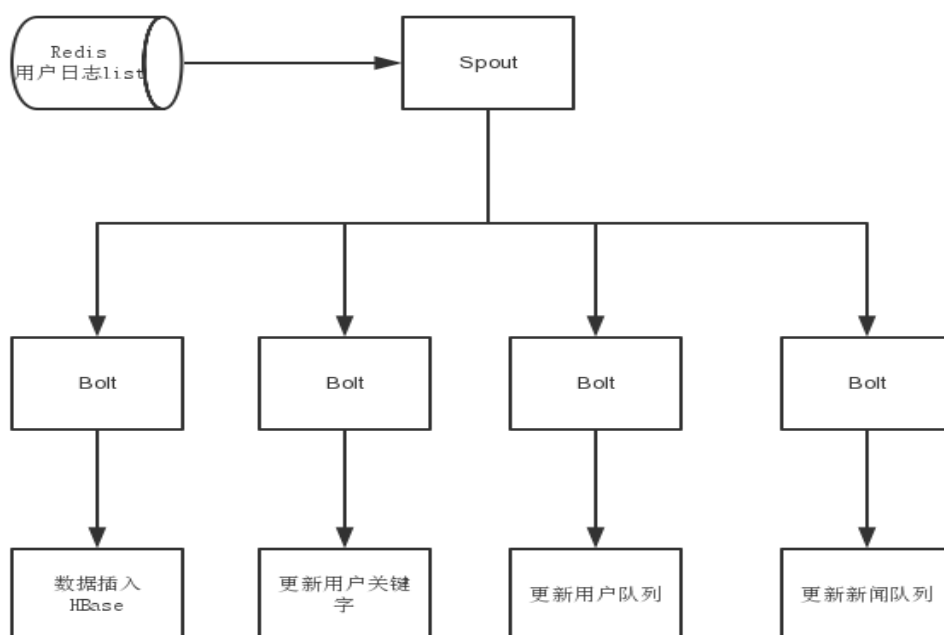 Redis
用户日志list
Spout
Bolt
Bolt
Bolt
Bolt
数据插入
HBase
更新用户关键
字
更新用户队列
更新新闻队列